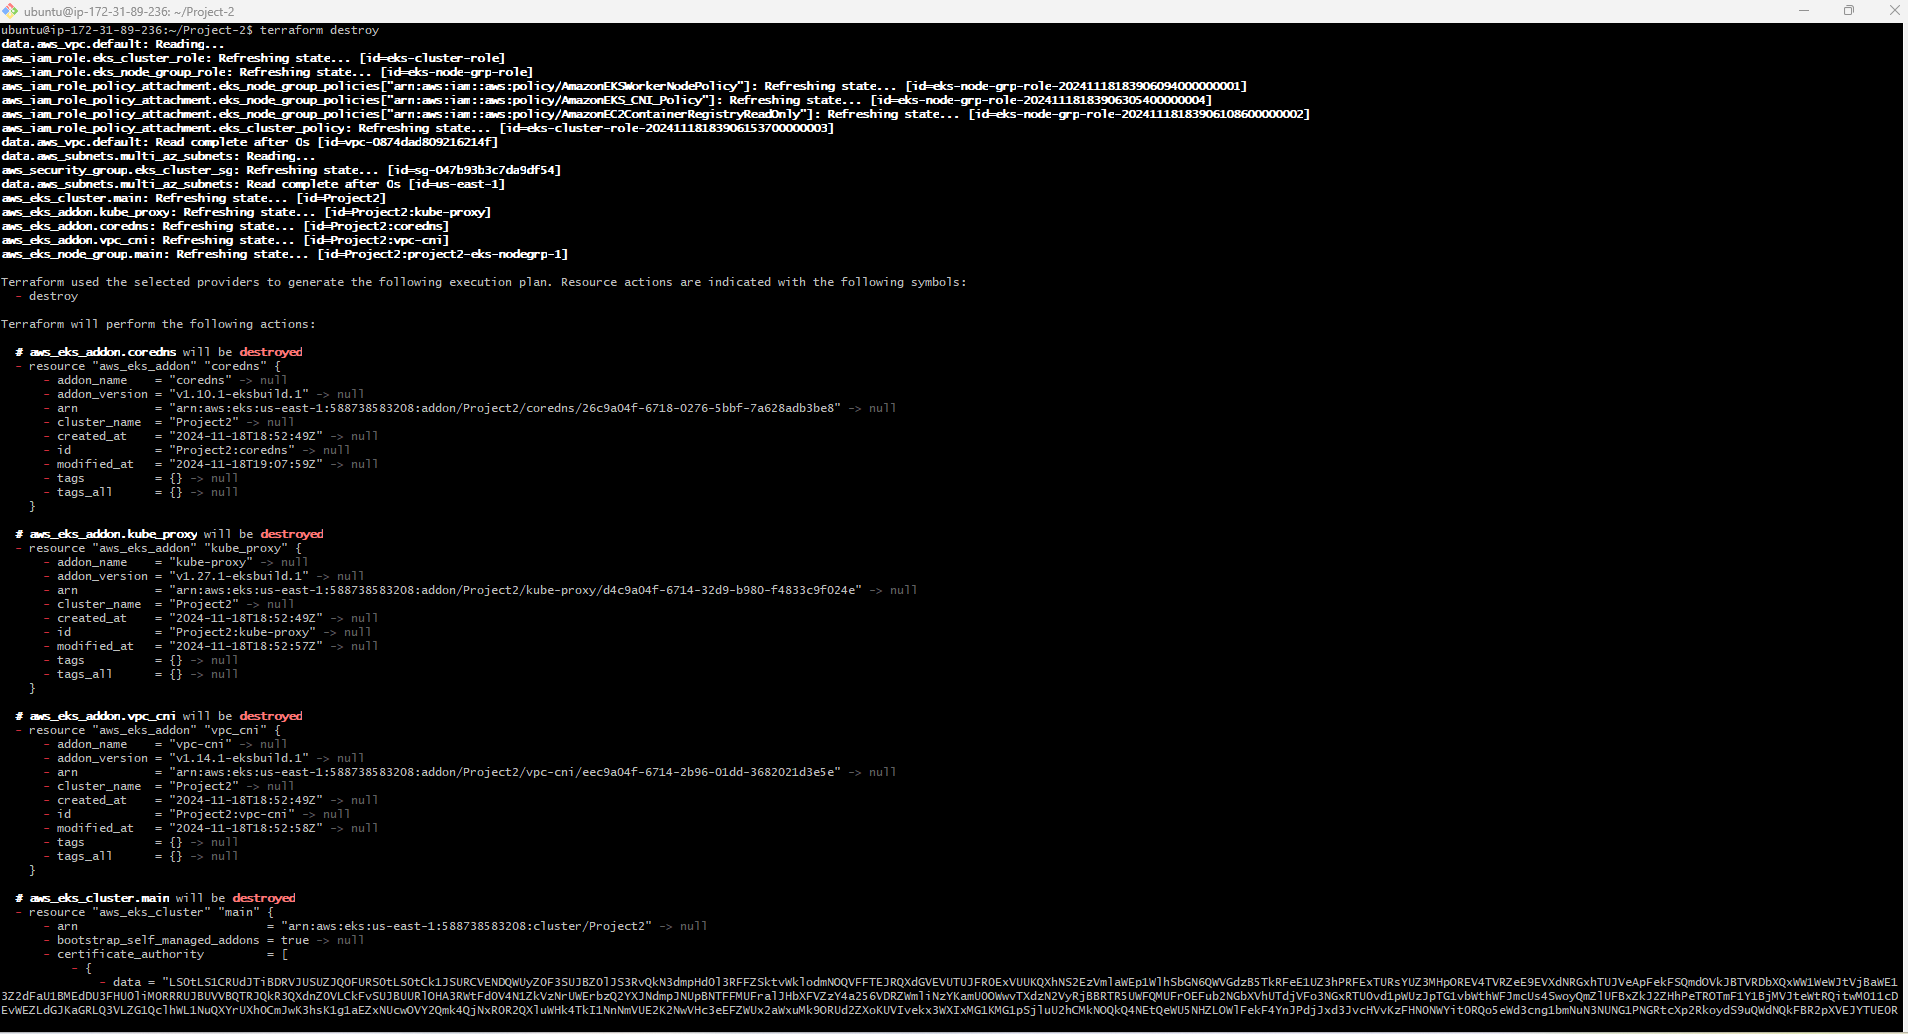 ubuntu@ip-172-31-89-236: ~/Project-2
ubuntu@ip-172-31-89-236:~/Project-2$ terraform destroy
data.aws_vpc.default: Reading...
aws_iam_role.eks_cluster_role: Refreshing state... [id=eks-cluster-role]
aws_iam_role.eks_node_group_role: Refreshing state... [id=eks-node-grp-role]
aws_iam_role_policy_attachment.eks_node_group_policies["arn:aws:iam::aws:policy/AmazonEKSWorkerNodePolicy"]: Refreshing state... [id=eks-node-grp-role-20241118183906094000000001]
aws_iam_role_policy_attachment.eks_node_group_policies["arn:aws:iam::aws:policy/AmazonEKS_CNI_Policy"]: Refreshing state... [id=eks-node-grp-role-20241118183906305400000004]
aws_iam_role_policy_attachment.eks_node_group_policies["arn:aws:iam::aws:policy/AmazonEC2ContainerRegistryReadOnly"]: Refreshing state... [id=eks-node-grp-role-20241118183906108600000002]
aws_iam_role_policy_attachment.eks_cluster_policy: Refreshing state... [id=eks-cluster-role-20241118183906153700000003]
data.aws_vpc.default: Read complete after 0s [id=vpc-0874dad809216214f]
data.aws_subnets.multi_az_subnets: Reading...
aws_security_group.eks_cluster_sg: Refreshing state... [id=sg-047b93b3c7da9df54]
data.aws_subnets.multi_az_subnets: Read complete after 0s [id=us-east-1]
aws_eks_cluster.main: Refreshing state... [id=Project2]
aws_eks_addon.kube_proxy: Refreshing state... [id=Project2:kube-proxy]
aws_eks_addon.coredns: Refreshing state... [id=Project2:coredns]
aws_eks_addon.vpc_cni: Refreshing state... [id=Project2:vpc-cni]
aws_eks_node_group.main: Refreshing state... [id=Project2:project2-eks-nodegrp-1]
Terraform used the selected providers to generate the following execution plan. Resource actions are indicated with the following symbols:
- destroy
Terraform will perform the following actions:
# aws_eks_addon.coredns will be destroyed
- resource "aws_eks_addon" "coredns" {
- addon_name    = "coredns" -> null
- addon_version = "v1.10.1-eksbuild.1" -> null
- arn           = "arn:aws:eks:us-east-1:588738583208:addon/Project2/coredns/26c9a04f-6718-0276-5bbf-7a628adb3be8" -> null
- cluster_name  = "Project2" -> null
- created_at    = "2024-11-18T18:52:49Z" -> null
- id            = "Project2:coredns" -> null
- modified_at   = "2024-11-18T19:07:59Z" -> null
- tags          = {} -> null
- tags_all      = {} -> null
}
# aws_eks_addon.kube_proxy will be destroyed
- resource "aws_eks_addon" "kube_proxy" {
- addon_name    = "kube-proxy" -> null
- addon_version = "v1.27.1-eksbuild.1" -> null
- arn           = "arn:aws:eks:us-east-1:588738583208:addon/Project2/kube-proxy/d4c9a04f-6714-32d9-b980-f4833c9f024e" -> null
- cluster_name  = "Project2" -> null
- created_at    = "2024-11-18T18:52:49Z" -> null
- id            = "Project2:kube-proxy" -> null
- modified_at   = "2024-11-18T18:52:57Z" -> null
- tags          = {} -> null
- tags_all      = {} -> null
}
# aws_eks_addon.vpc_cni will be destroyed
- resource "aws_eks_addon" "vpc_cni" {
- addon_name    = "vpc-cni" -> null
- addon_version = "v1.14.1-eksbuild.1" -> null
- arn           = "arn:aws:eks:us-east-1:588738583208:addon/Project2/vpc-cni/eec9a04f-6714-2b96-01dd-3682021d3e5e" -> null
- cluster_name  = "Project2" -> null
- created_at    = "2024-11-18T18:52:49Z" -> null
- id            = "Project2:vpc-cni" -> null
- modified_at   = "2024-11-18T18:52:58Z" -> null
- tags          = {} -> null
- tags_all      = {} -> null
}
# aws_eks_cluster.main will be destroyed
- resource "aws_eks_cluster" "main" {
- arn                           = "arn:aws:eks:us-east-1:588738583208:cluster/Project2" -> null
- bootstrap_self_managed_addons = true -> null
- certificate_authority         = [
- {
- data =